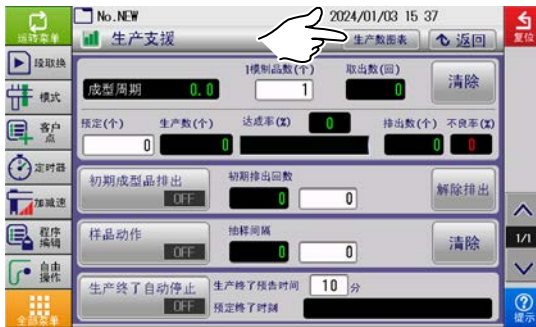 No.NEW 2024/01/03 15 37
运转菜单 生产支援 生产数图表 返回 复位
段取换
1模制品数(个) 取出数(回)
成型周期 0.0 1 0 清除
模式
预定(个) 生产数(个) 达成率(%) 0 排出数(个) 不良率(%)
客户点
0 0 0 0
定时器
初期成型品排出 初期排出回数
OFF 0 0 解除排出
加减速
样品动作 抽样间隔
OFF 0 0 清除
程序编辑
1/1
自由操作
生产终了自动停止 生产终了预告时间 10 分
OFF 预定终了时刻
全部菜单 提示